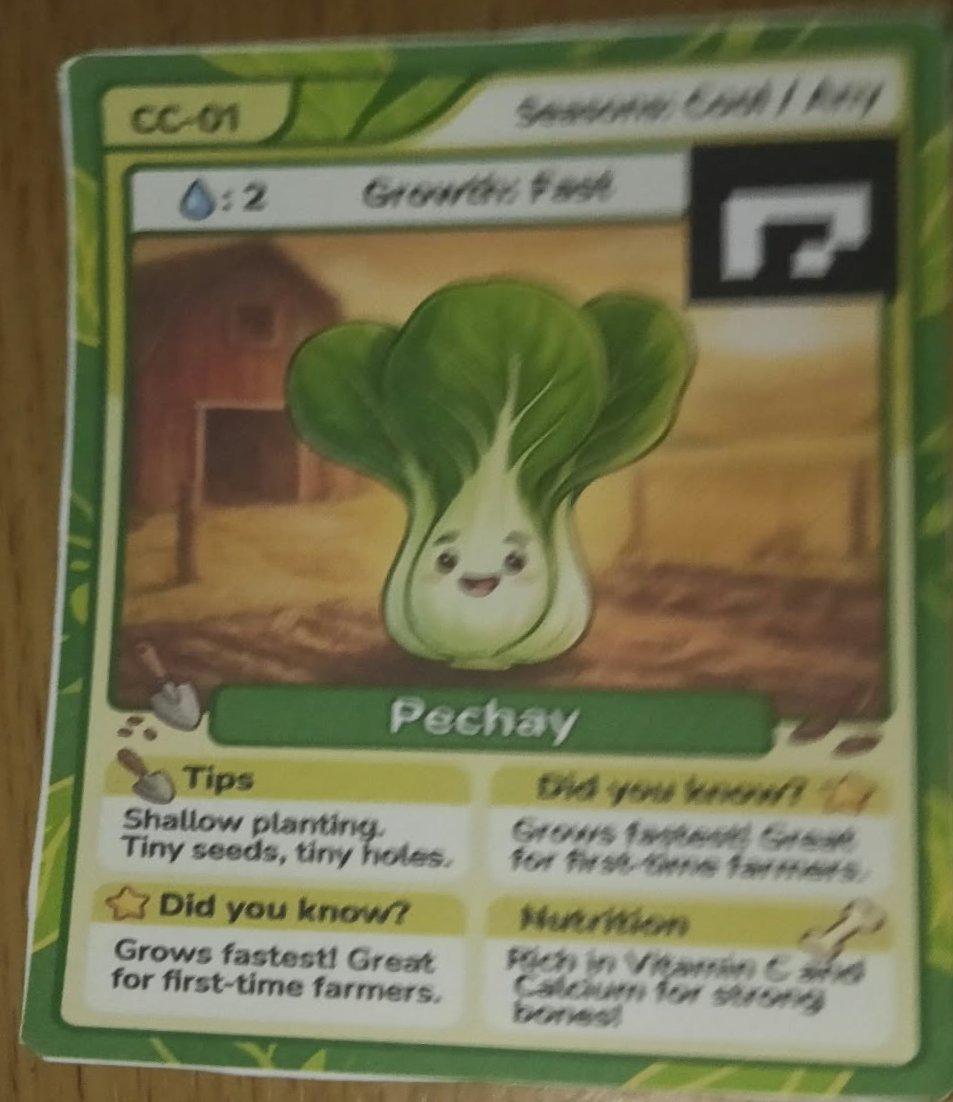 CC-01
Seasons: Cool / Any
: 2
Growth: Fast
Pechay
Tips
Shallow planting.
Tiny seeds, tiny holes.
Did you know?
Grows fastest! Great
for first-time farmers.
Did you know?
Grows fastest! Great
for first-time farmers.
Nutrition
Rich in Vitamin C and
Calcium for strong
bones!